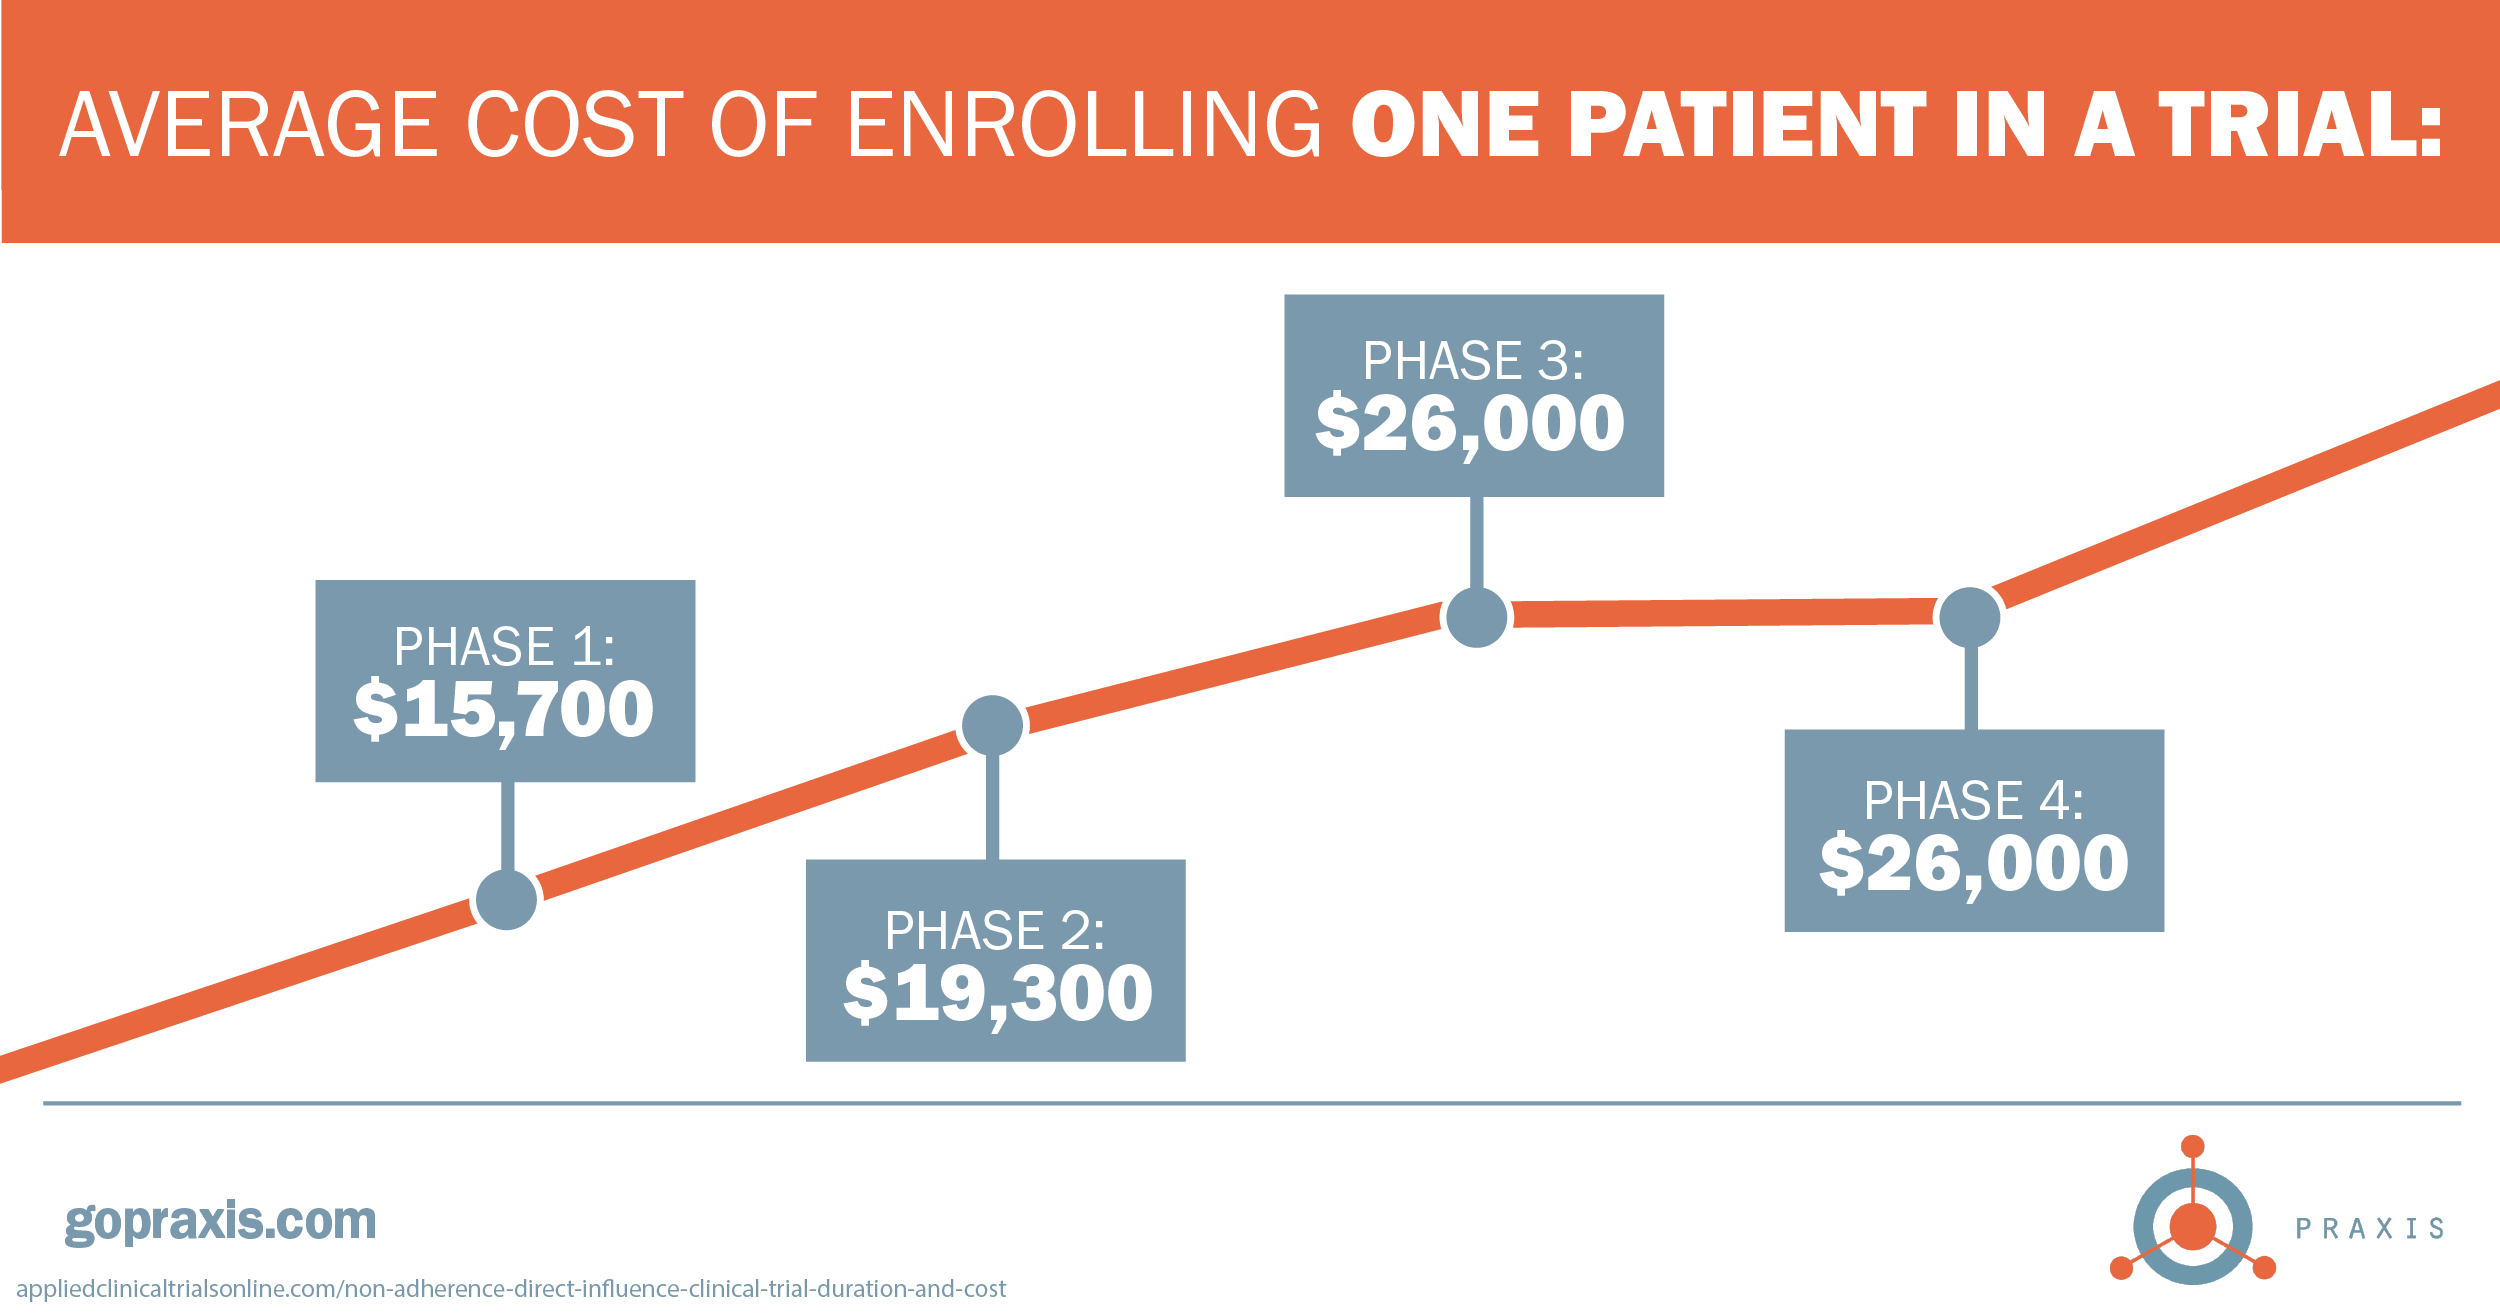 AVERAGE COST OF ENROLLING ONE PATIENT IN A TRIAL:
PHASE 1:
$15,700
PHASE 2:
$19,300
PHASE 3:
$26,000
PHASE 4:
$26,000
gopraxis.com
PRAXIS
appliedclinicaltrialsonline.com/non-adherence-direct-influence-clinical-trial-duration-and-cost